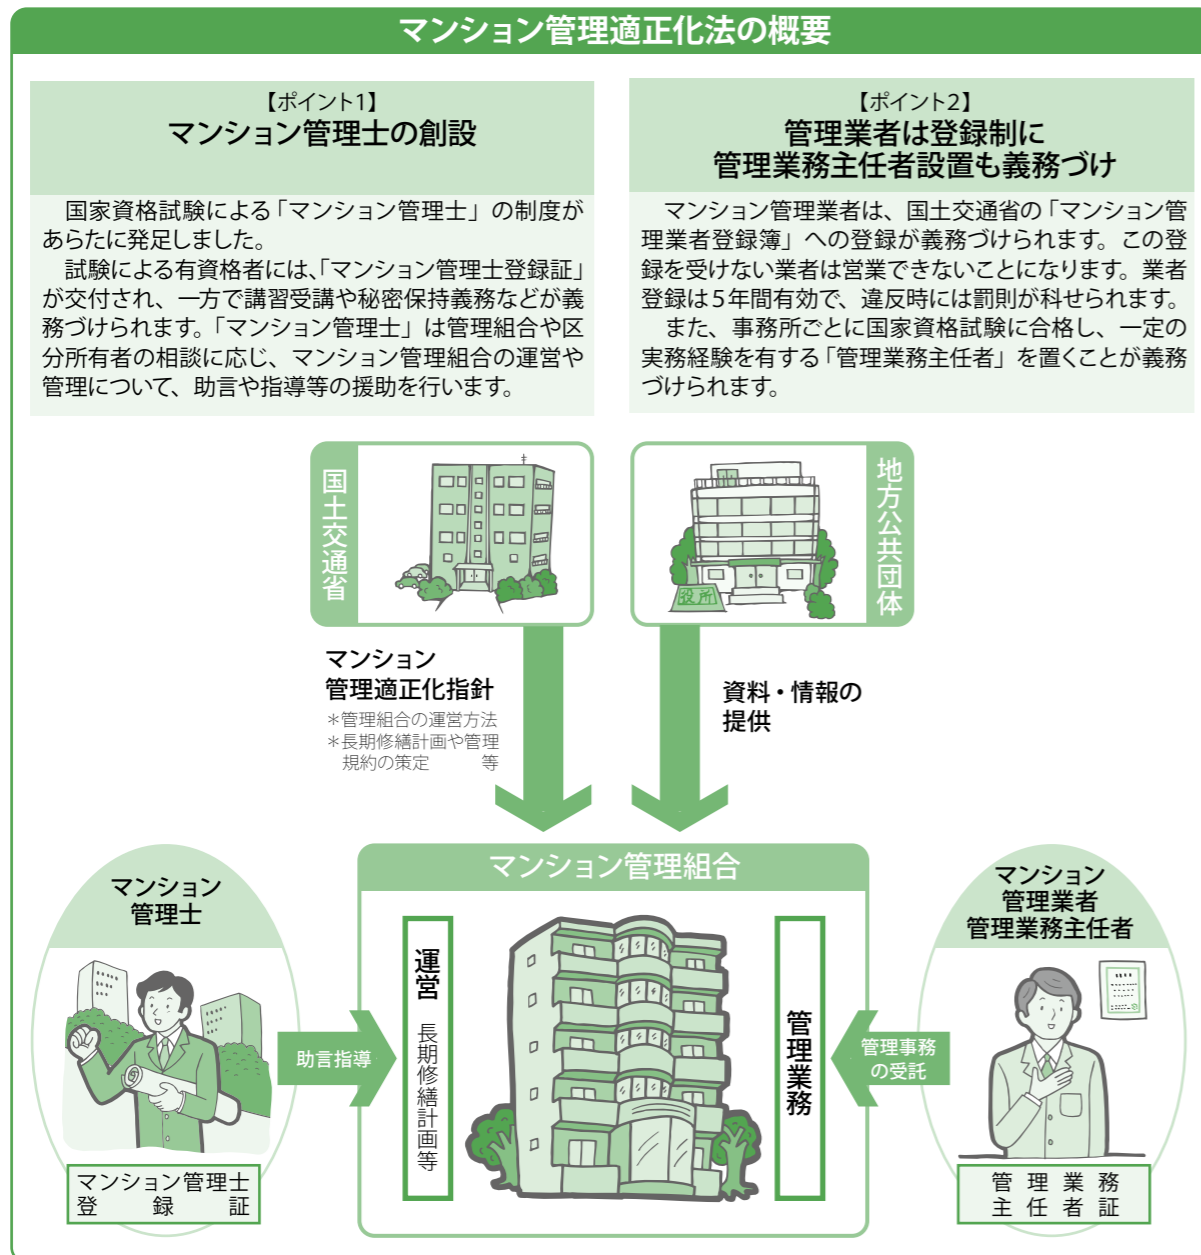 マンション管理適正化法の概要
【ポイント1】
マンション管理士の創設
国家資格試験による「マンション管理士」の制度が
あらたに発足しました。
試験による有資格者には、「マンション管理士登録証」
が交付され、一方で講習受講や秘密保持義務などが義
務づけられます。「マンション管理士」は管理組合や区
分所有者の相談に応じ、マンション管理組合の運営や
管理について、助言や指導等の援助を行います。
【ポイント2】
管理業者は登録制に
管理業務主任者設置も義務づけ
マンション管理業者は、国土交通省の「マンション管
理業者登録簿」への登録が義務づけられます。この登
録を受けない業者は営業できないことになります。業者
登録は5年間有効で、違反時には罰則が科せられます。
また、事務所ごとに国家資格試験に合格し、一定の
実務経験を有する「管理業務主任者」を置くことが義務
づけられます。
国土交通省
役所
地方公共団体
マンション
管理適正化指針
＊管理組合の運営方法
＊長期修繕計画や管理
規約の策定 等
資料・情報の
提供
マンション管理組合
マンション
管理士
助言指導
マンション管理士
登録証
運営 長期修繕計画等
管理業務
管理事務
の受託
マンション
管理業者
管理業務主任者
管理業務
主任者証